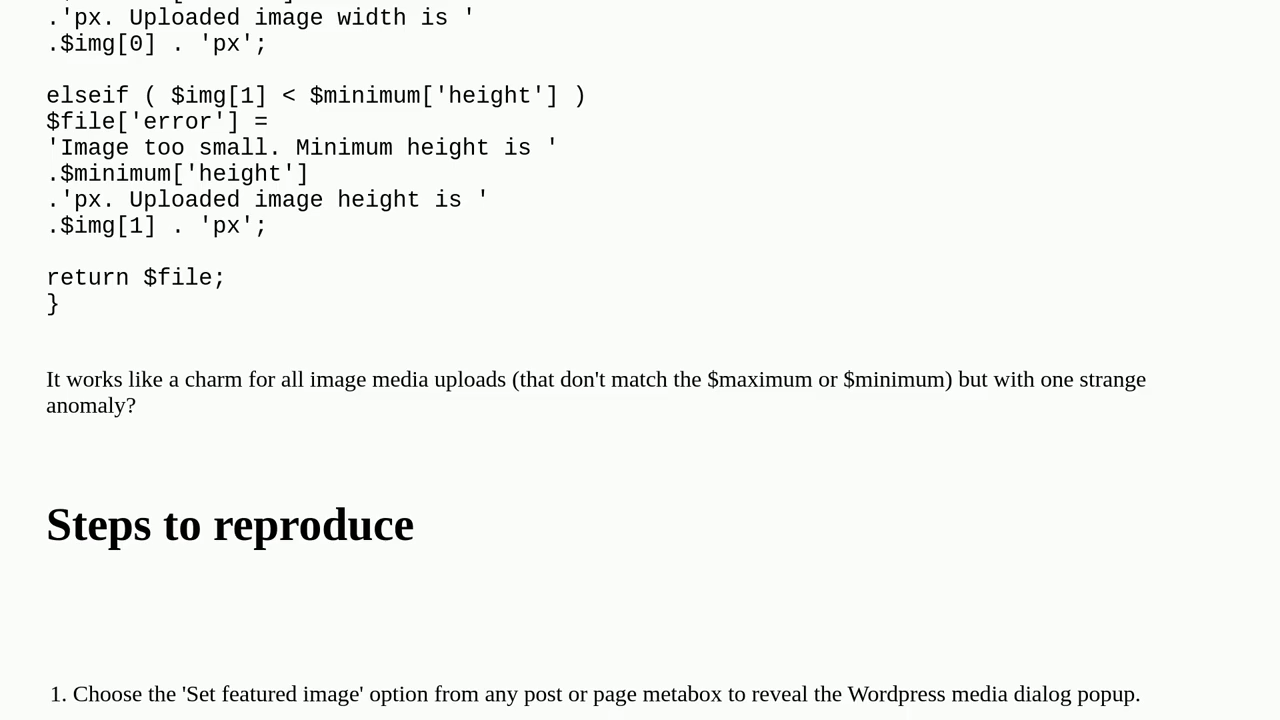 .'px. Uploaded image width is '
.$img[0] . 'px';
elseif ( $img[1] < $minimum['height'] )
$file['error'] =
'Image too small. Minimum height is '
.$minimum['height']
.'px. Uploaded image height is '
.$img[1] . 'px';
return $file;
}
It works like a charm for all image media uploads (that don't match the $maximum or $minimum) but with one strange
anomaly?
Steps to reproduce
1. Choose the 'Set featured image' option from any post or page metabox to reveal the Wordpress media dialog popup.